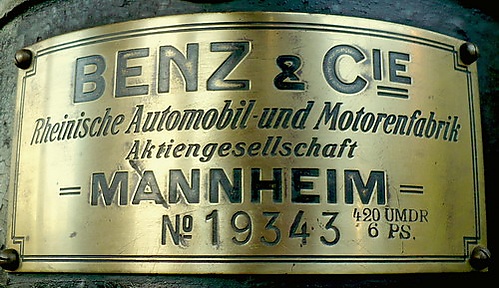 BENZ & CIE
Rheinische Automobil-und Motorenfabrik
Aktiengesellschaft
=MANNHEIM=
No 19343 420 UMDR
6 PS.